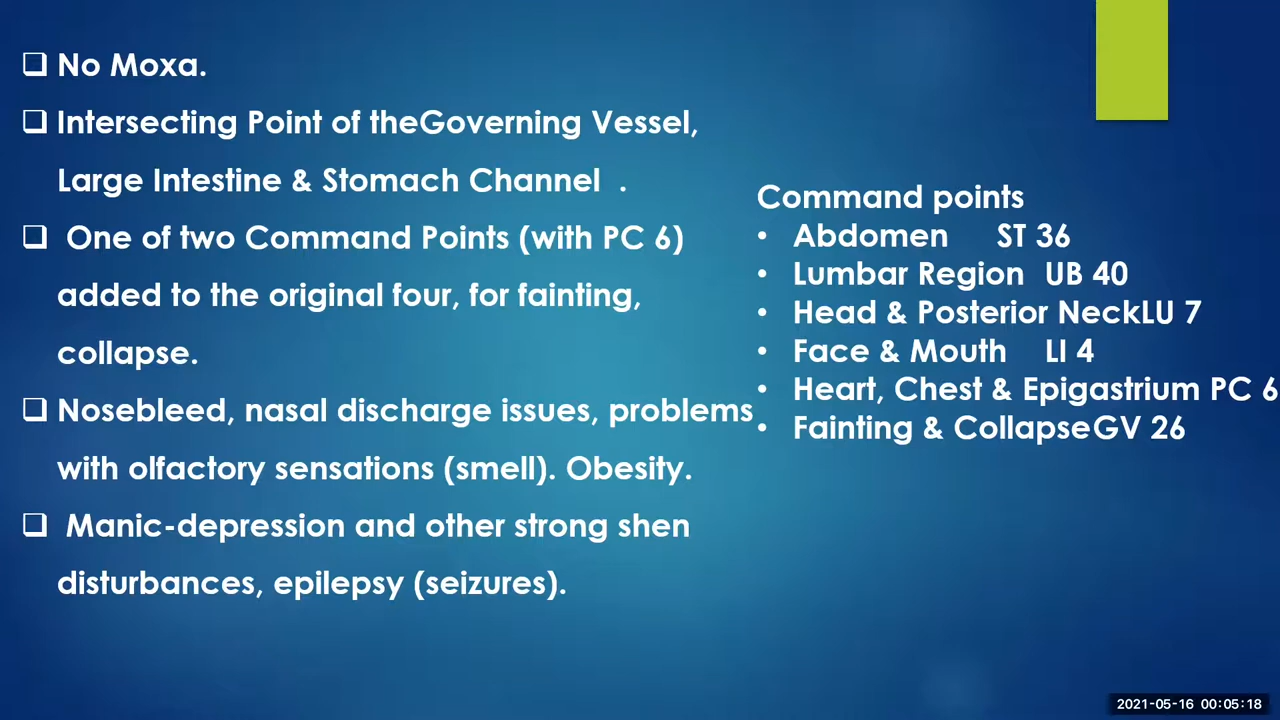 No Moxa.
Intersecting Point of theGoverning Vessel,
Large Intestine & Stomach Channel .
One of two Command Points (with PC 6)
added to the original four, for fainting,
collapse.
Nosebleed, nasal discharge issues, problems
with olfactory sensations (smell). Obesity.
Manic-depression and other strong shen
disturbances, epilepsy (seizures).
Command points
• Abdomen ST 36
• Lumbar Region UB 40
• Head & Posterior NeckLU 7
• Face & Mouth LI 4
• Heart, Chest & Epigastrium PC 6
• Fainting & CollapseGV 26
2021-05-16 00:05:18